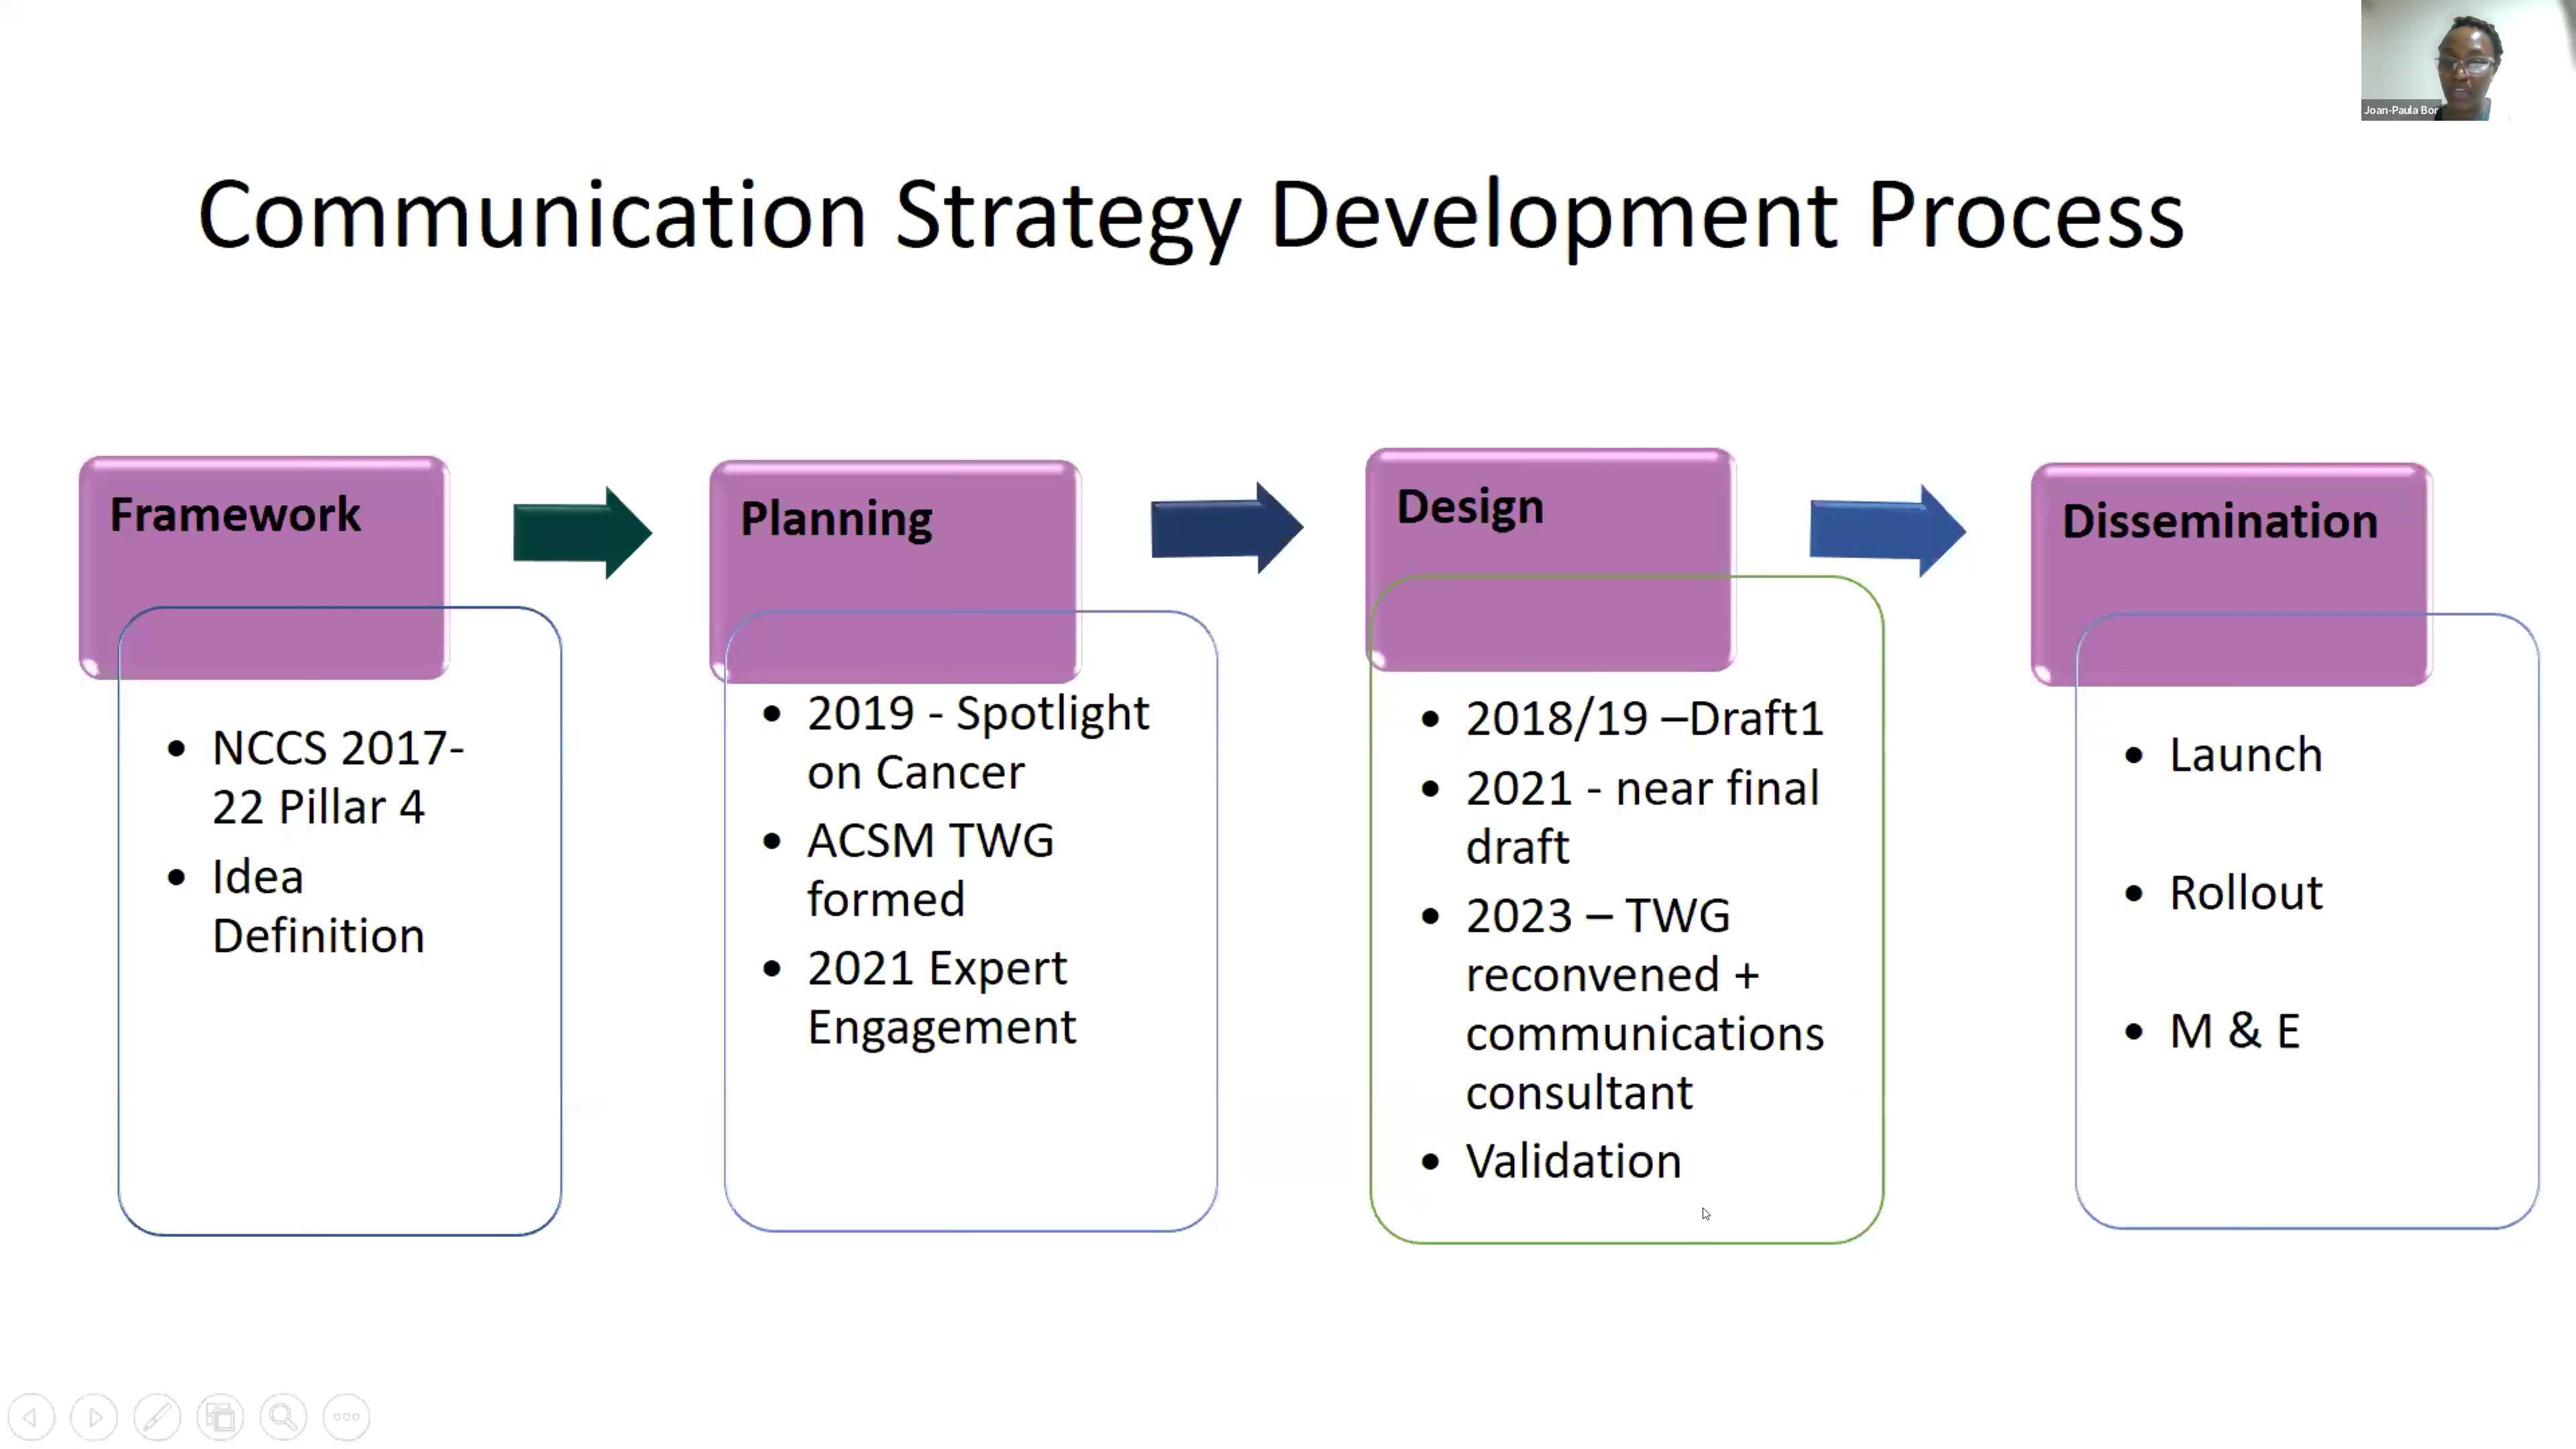 Joan-Paula Bor
Communication Strategy Development Process
Framework
NCCS 2017-
22 Pillar 4
Idea
Definition
Planning
2019 - Spotlight
on Cancer
ACSM TWG
formed
2021 Expert
Engagement
Design
2018/19 –Draft1
2021 - near final
draft
2023 – TWG
reconvened +
communications
consultant
Validation
Dissemination
Launch
Rollout
M & E